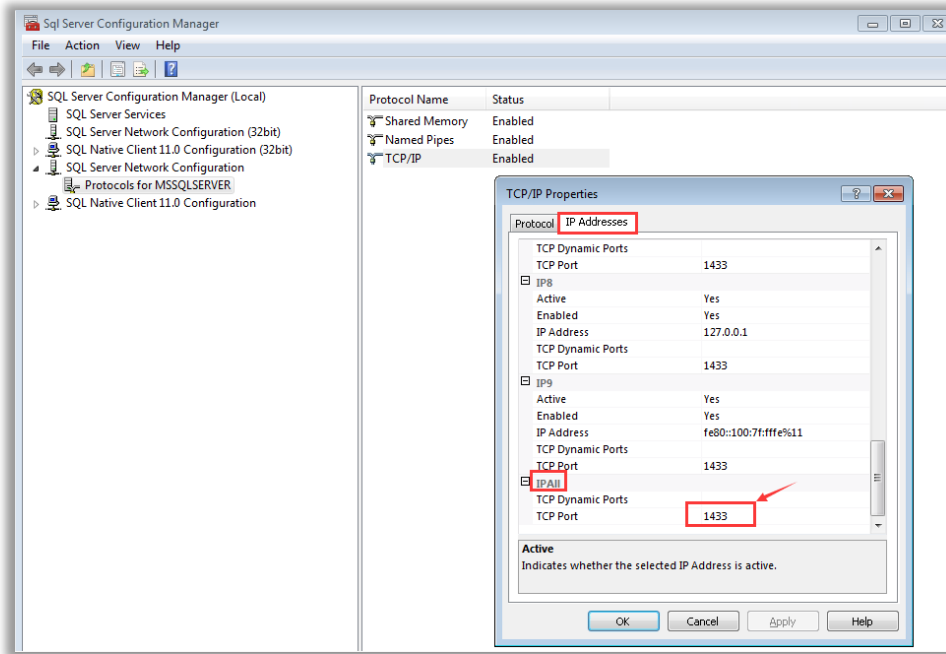 Sql Server Configuration Manager
File Action View Help
SQL Server Configuration Manager (Local)
SQL Server Services
SQL Server Network Configuration (32bit)
SQL Native Client 11.0 Configuration (32bit)
SQL Server Network Configuration
Protocols for MSSQLSERVER
SQL Native Client 11.0 Configuration
Protocol Name Status
Shared Memory Enabled
Named Pipes Enabled
TCP/IP Enabled
TCP/IP Properties
Protocol IP Addresses
TCP Dynamic Ports
TCP Port 1433
IP8
Active Yes
Enabled Yes
IP Address 127.0.0.1
TCP Dynamic Ports
TCP Port 1433
IP9
Active Yes
Enabled Yes
IP Address fe80::100:7f:fffe%11
TCP Dynamic Ports
TCP Port 1433
IPAll
TCP Dynamic Ports
TCP Port 1433
Active
Indicates whether the selected IP Address is active.
OK Cancel Apply Help